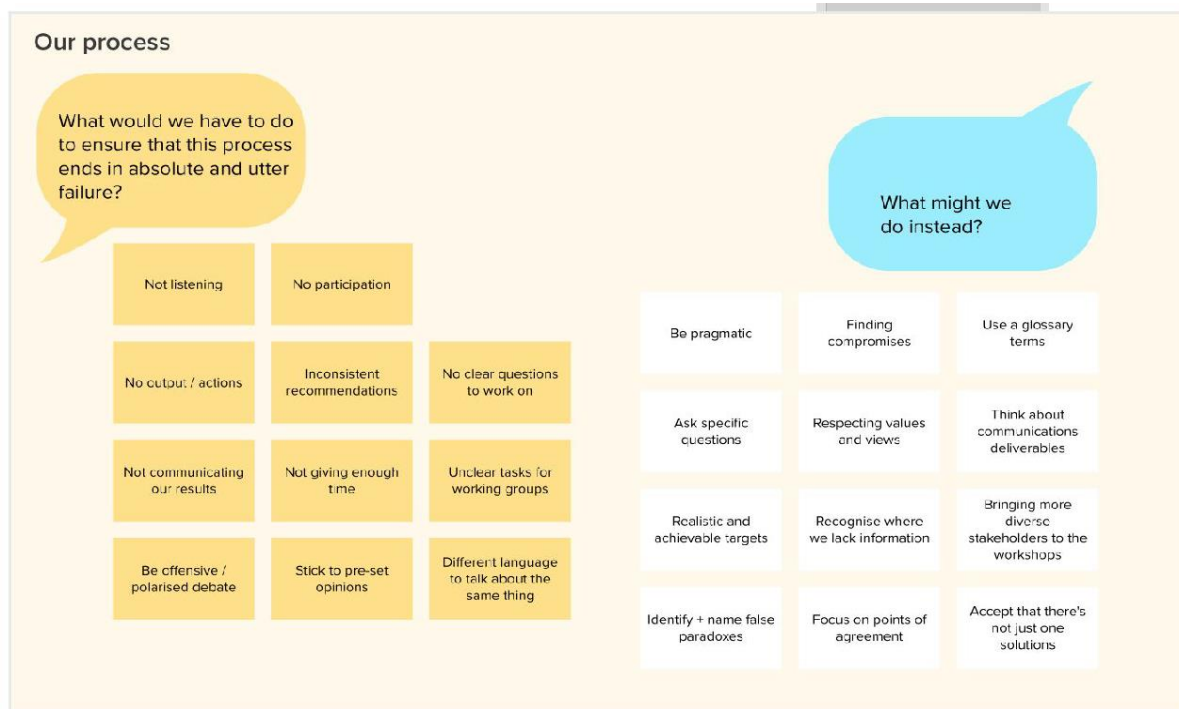 Our process
What would we have to do
to ensure that this process
ends in absolute and utter
failure?
Not listening
No participation
No output / actions
Inconsistent
recommendations
No clear questions
to work on
Not communicating
our results
Not giving enough
time
Unclear tasks for
working groups
Be offensive /
polarised debate
Stick to pre-set
opinions
Different language
to talk about the
same thing
What might we
do instead?
Be pragmatic
Finding
compromises
Use a glossary
terms
Ask specific
questions
Respecting values
and views
Think about
communications
deliverables
Realistic and
achievable targets
Recognise where
we lack information
Bringing more
diverse
stakeholders to the
workshops
Identify + name false
paradoxes
Focus on points of
agreement
Accept that there's
not just one
solutions